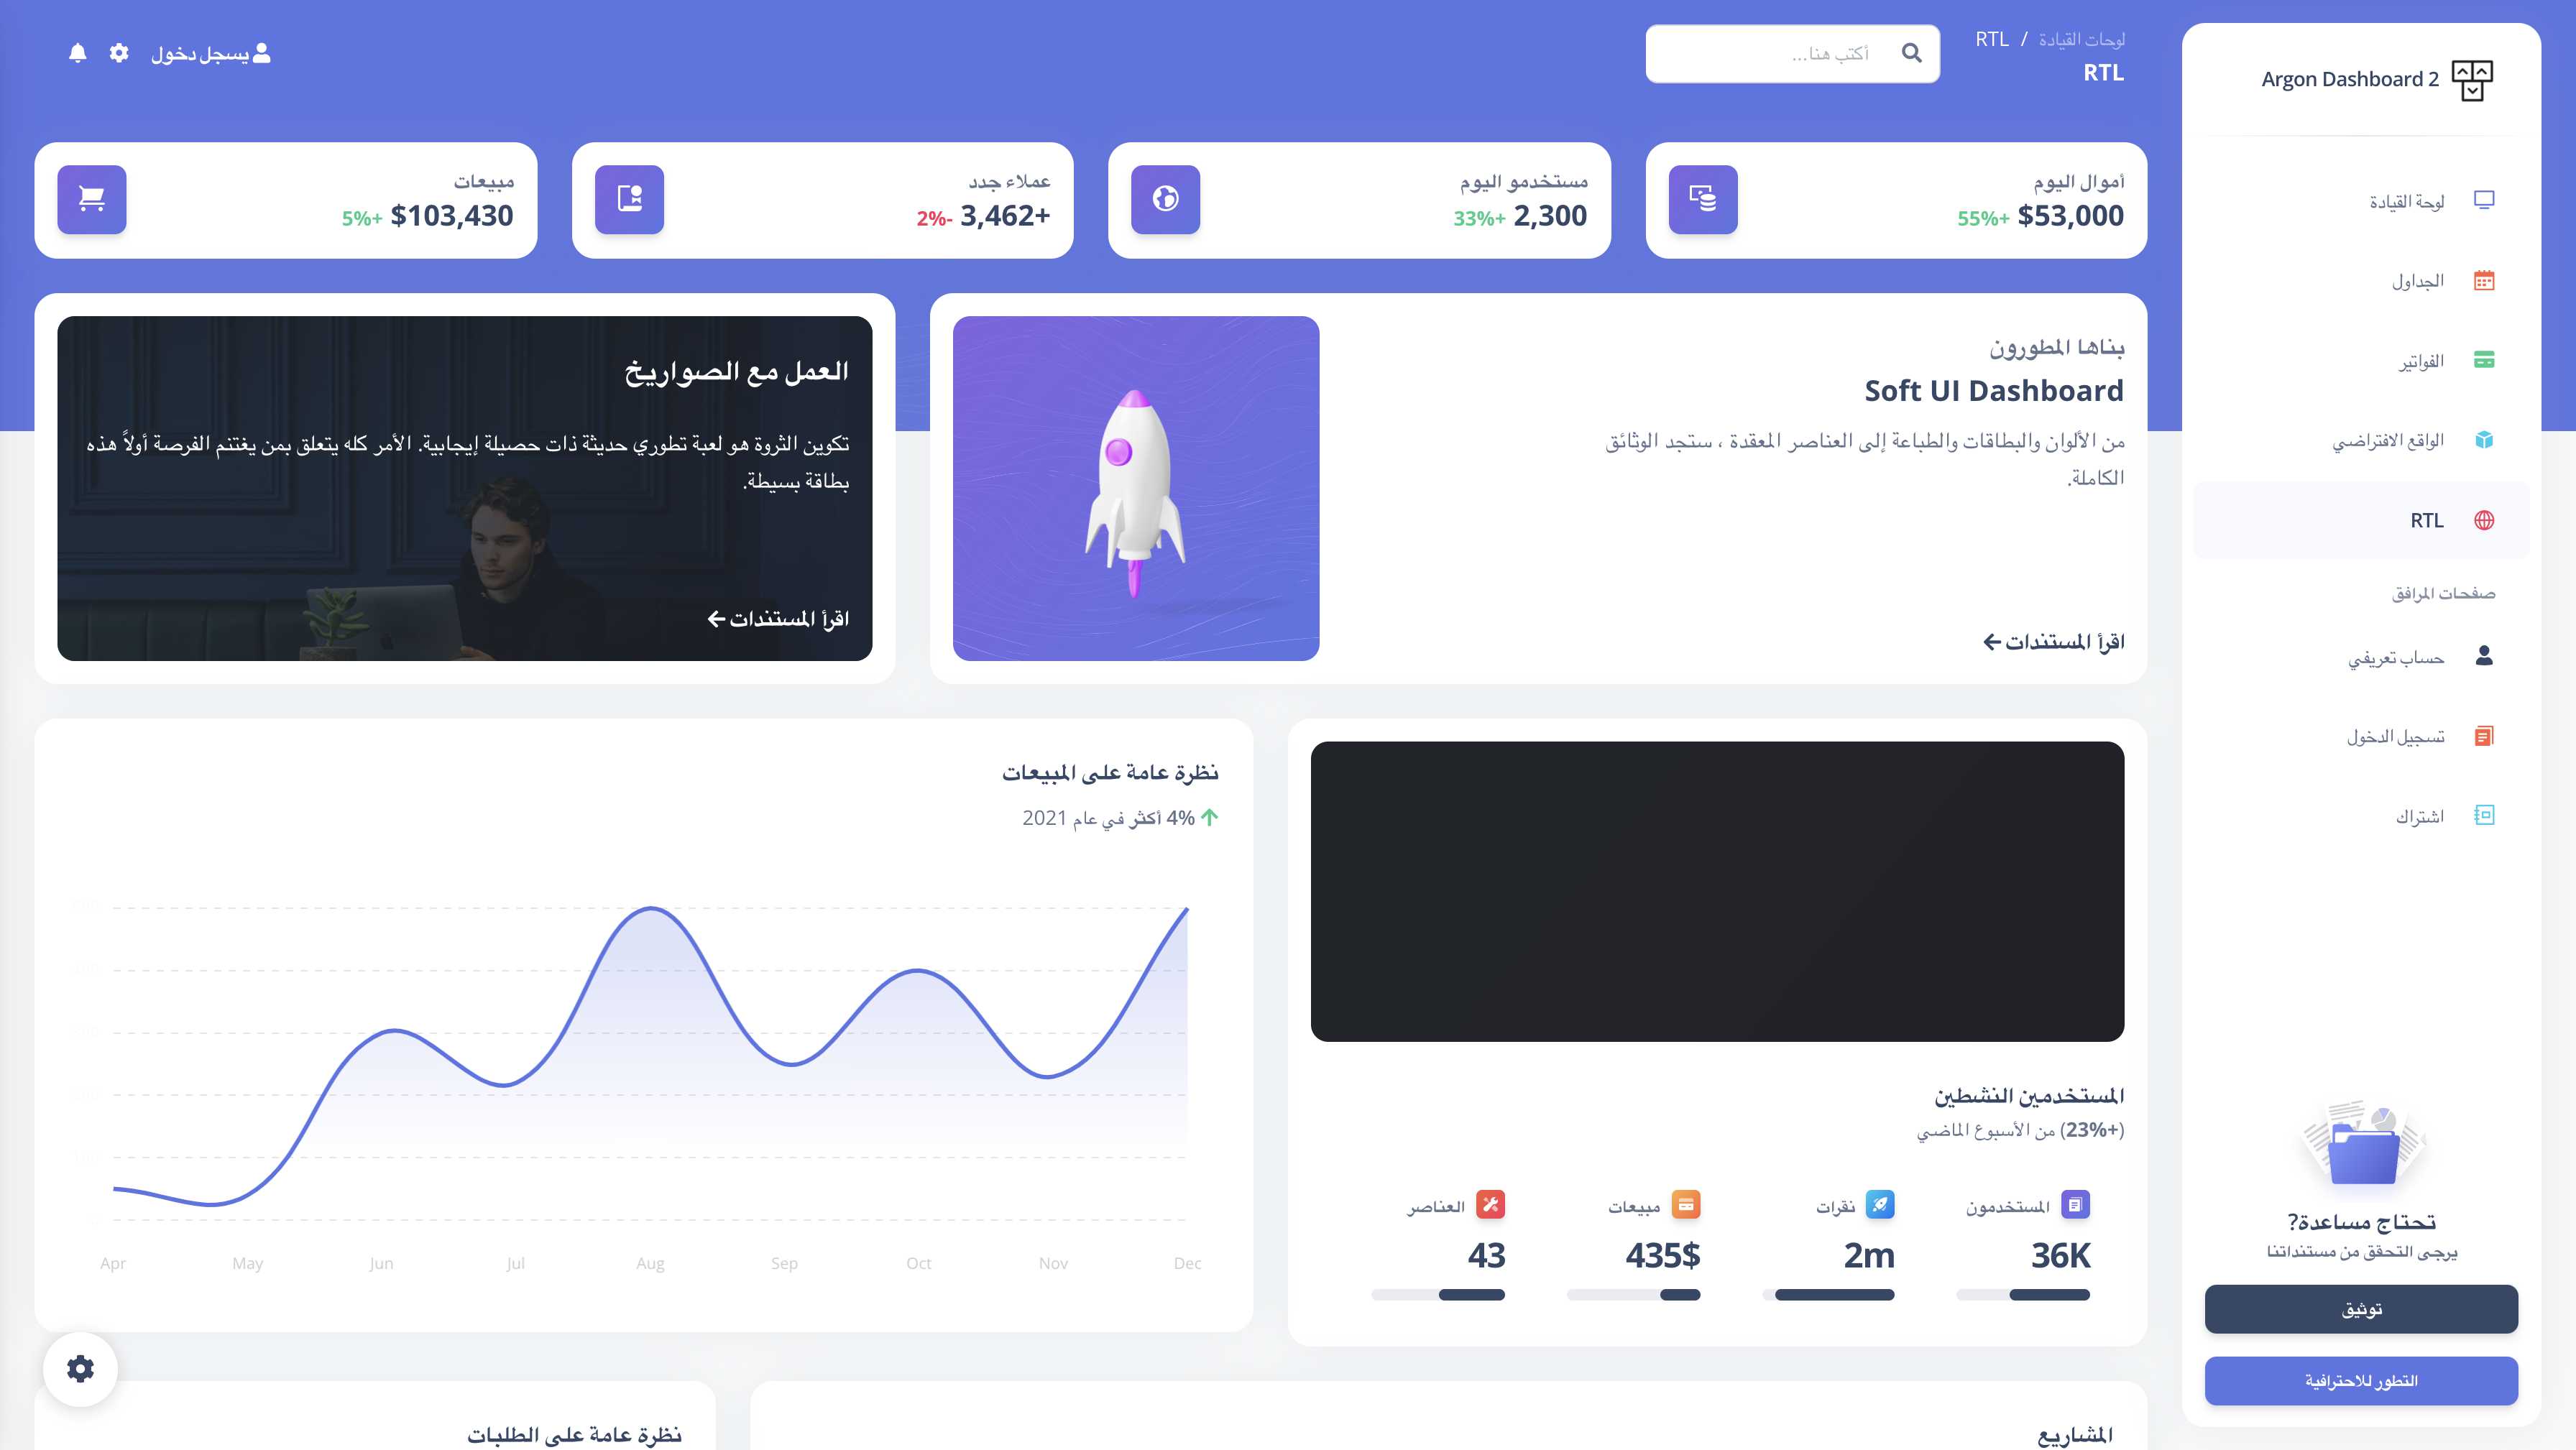 Argon Dashboard 2
لوحة القيادة
الجداول
الفواتير
الواقع الافتراضي
RTL
صفحات المرافق
حساب تعريفي
تسجيل الدخول
اشتراك
تحتاج مساعدة?
يرجى التحقق من مستنداتنا
توثيق
التطور للاحترافية
لوحات القيادة / RTL
RTL
أكتب هنا...
يسجل دخول
أموال اليوم
$53,000 +55%
مستخدمو اليوم
2,300 +33%
عملاء جدد
+3,462 -2%
مبيعات
$103,430 +5%
بناها المطورون
Soft UI Dashboard
من الألوان والبطاقات والطباعة إلى العناصر المعقدة ، ستجد الوثائق
الكاملة.
اقرأ المستندات
العمل مع الصواريخ
تكوين الثروة هو لعبة تطوري حديثة ذات حصيلة إيجابية. الأمر كله يتعلق بمن يغتنم الفرصة أولاً هذه
بطاقة بسيطة.
اقرأ المستندات
المستخدمين النشطين
(+23%) من الأسبوع الماضي
المستخدمون
36K
نقرات
2m
مبيعات
435$
العناصر
43
نظرة عامة على المبيعات
4% أكثر في عام 2021
Apr May Jun Jul Aug Sep Oct Nov Dec
المشاريع
نظرة عامة على الطلبات